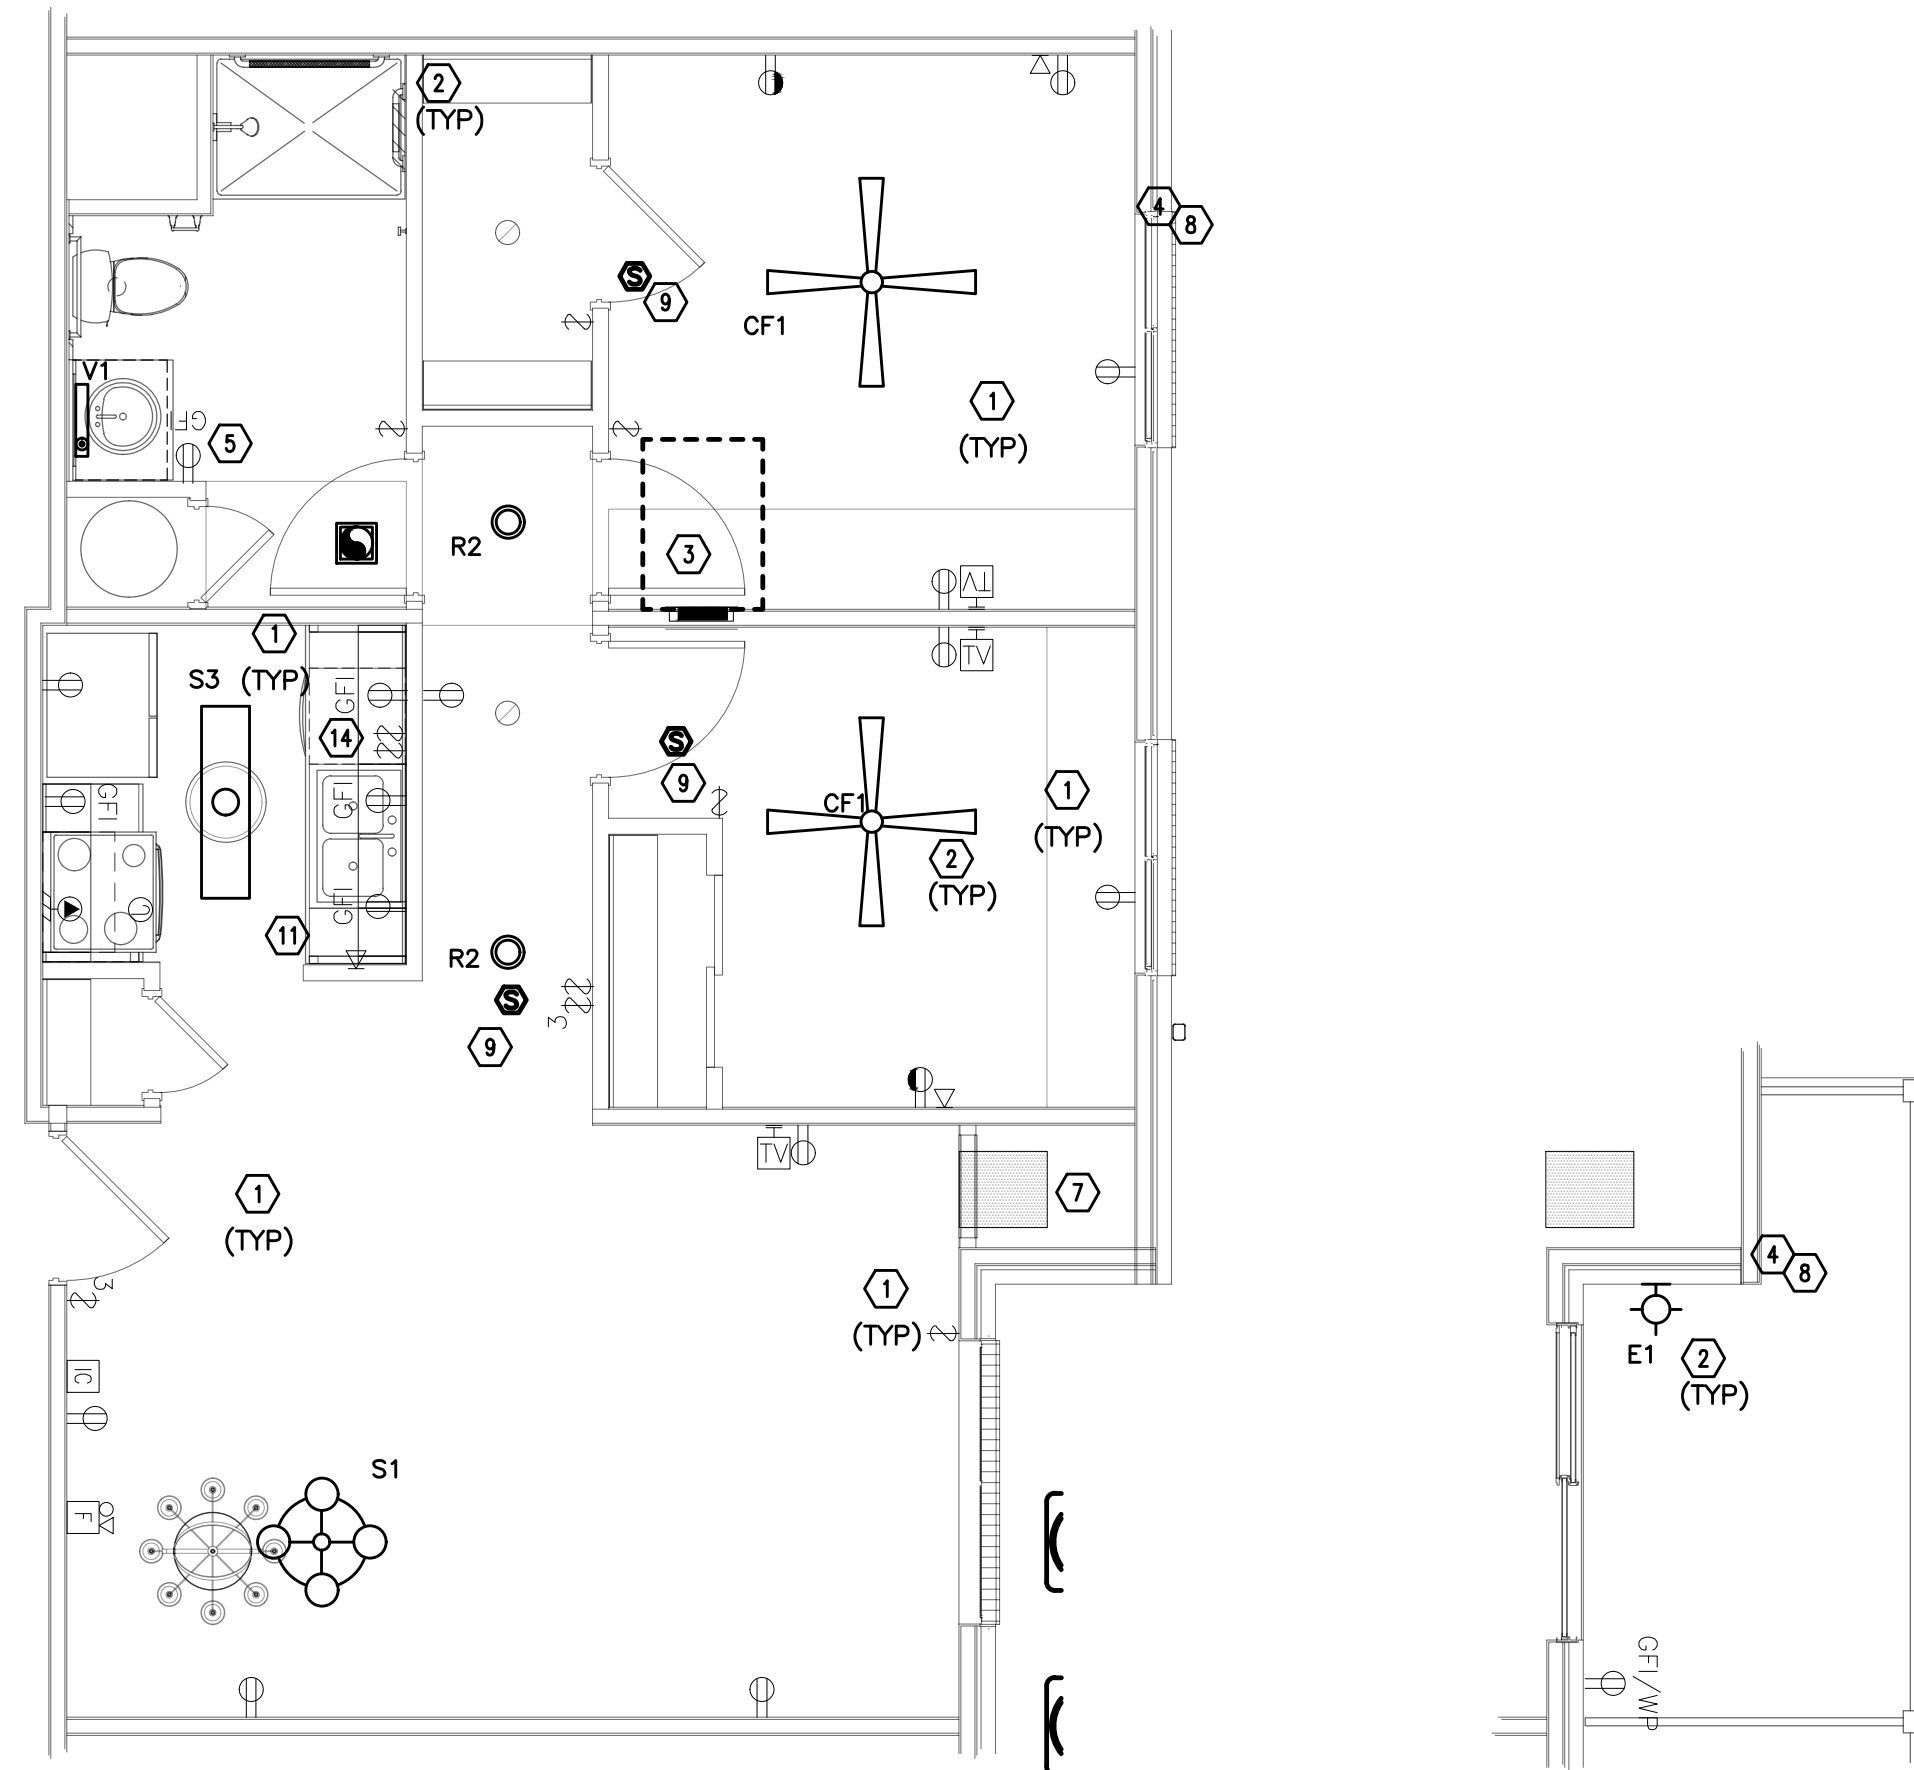 2
(TYP)
4
8
S
9
CF1
V1
1
(TYP)
GFI
5
R2
3
TV
1
S3 (TYP)
TV
GFI
14
S
9
1
(TYP)
GFI
GFI
CF1
2
(TYP)
GFI
11
R2
S
9
3
TV
7
1
(TYP)
4
8
3
1
(TYP)
E1
2
(TYP)
IC
S1
F
GFI/WP